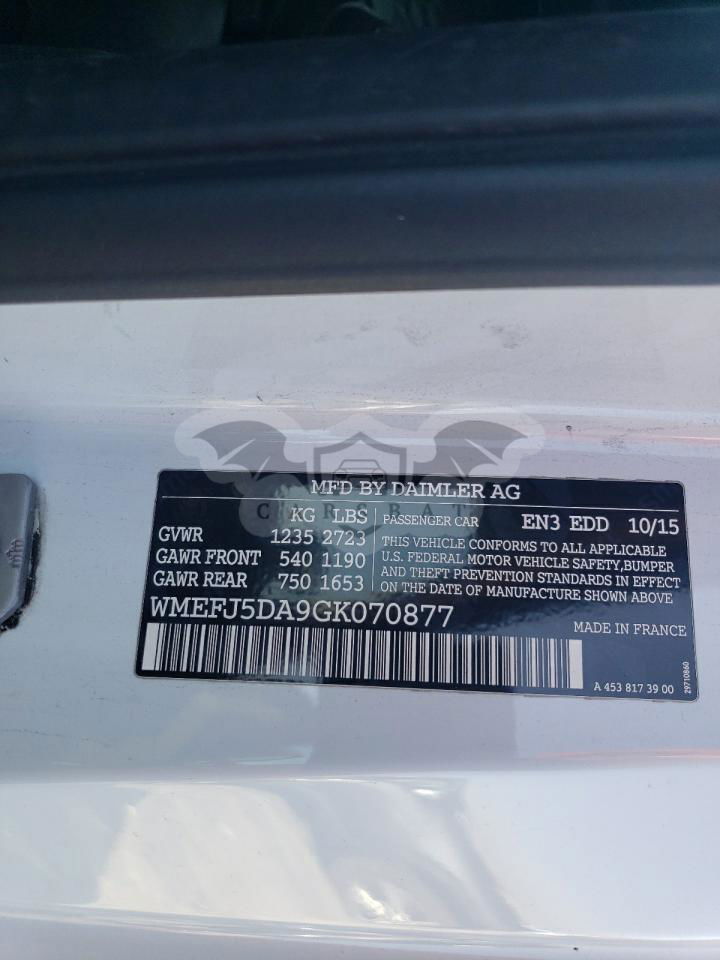 MFD BY DAIMLER AG
KG LBS PASSENGER CAR EN3 EDD 10/15
GVWR 1235 2723 THIS VEHICLE CONFORMS TO ALL APPLICABLE
GAWR FRONT 540 1190 U.S. FEDERAL MOTOR VEHICLE SAFETY,BUMPER
GAWR REAR 750 1653 AND THEFT PREVENTION STANDARDS IN EFFECT
ON THE DATE OF MANUFACTURE SHOWN ABOVE
WMEFJ5DA9GK070877 MADE IN FRANCE
A 453 817 39 00
29710860